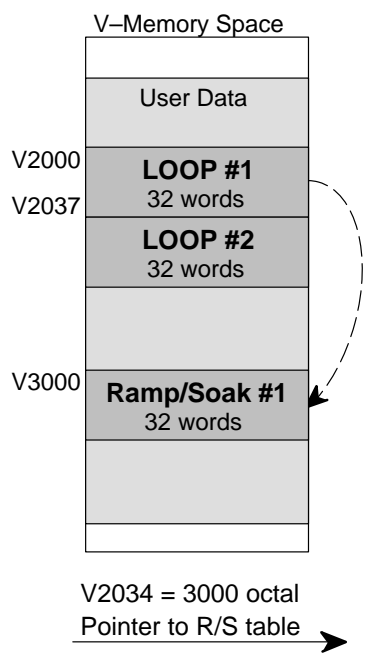 V–Memory Space
User Data
V2000
LOOP #1
32 words
V2037
LOOP #2
32 words
V3000
Ramp/Soak #1
32 words
V2034 = 3000 octal
Pointer to R/S table